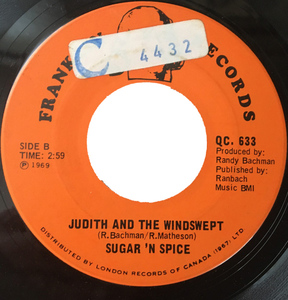 C 4432
FRANK RECORDS
SIDE B
TIME: 2:59
℗ 1969
QC. 633
Produced by:
Randy Bachman
Published by:
Ranbach
Music BMI
JUDITH AND THE WINDSWEPT
(R.Bachman/R.Matheson)
SUGAR 'N SPICE
DISTRIBUTED BY LONDON RECORDS OF CANADA (1967) LTD.